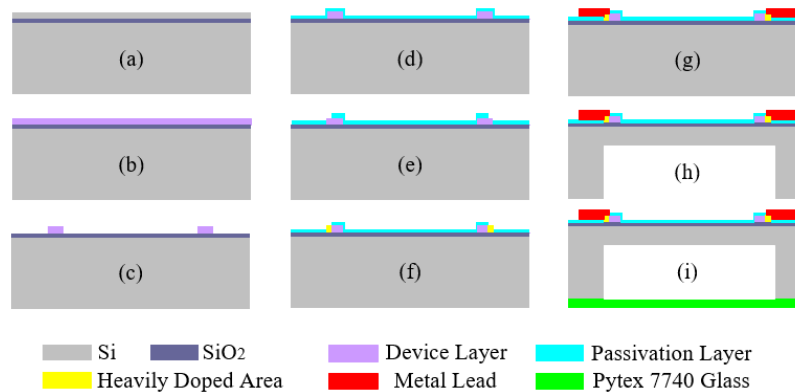 (a)
(b)
(c)
(d)
(e)
(f)
(g)
(h)
(i)
Si
SiO2
Device Layer
Passivation Layer
Heavily Doped Area
Metal Lead
Pytex 7740 Glass